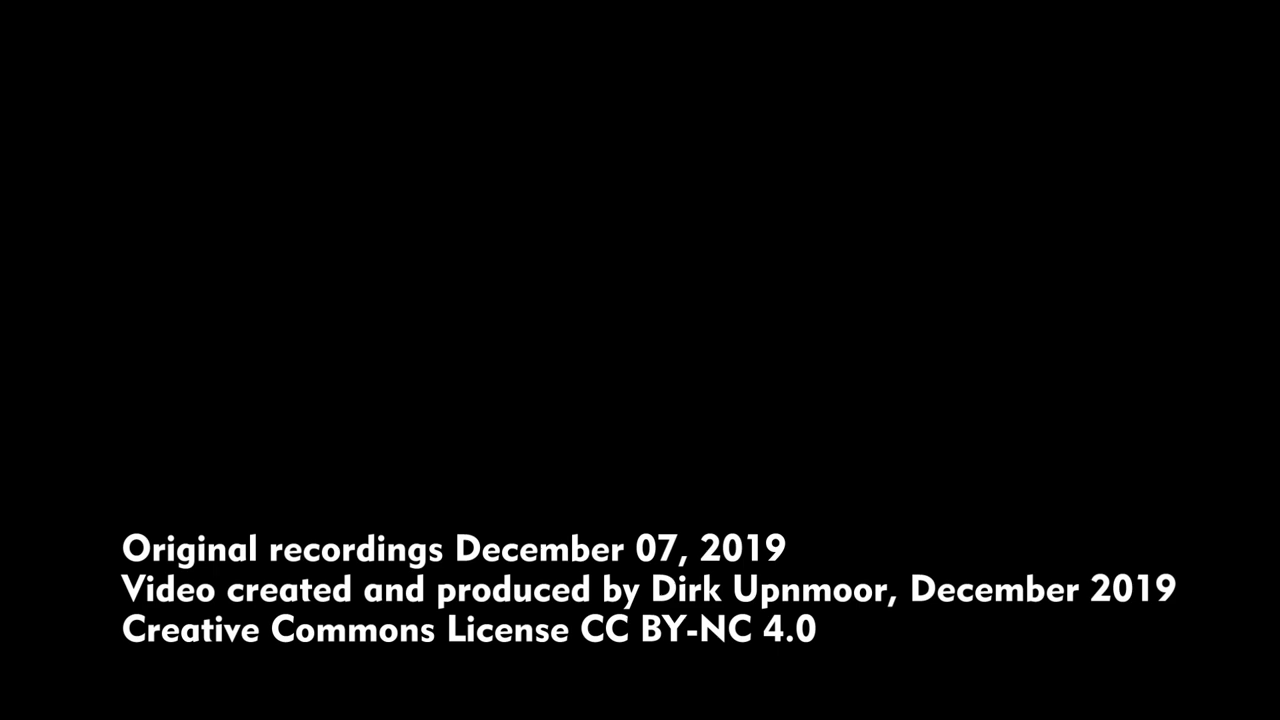 Original recordings December 07, 2019
Video created and produced by Dirk Upnmoor, December 2019
Creative Commons License CC BY-NC 4.0